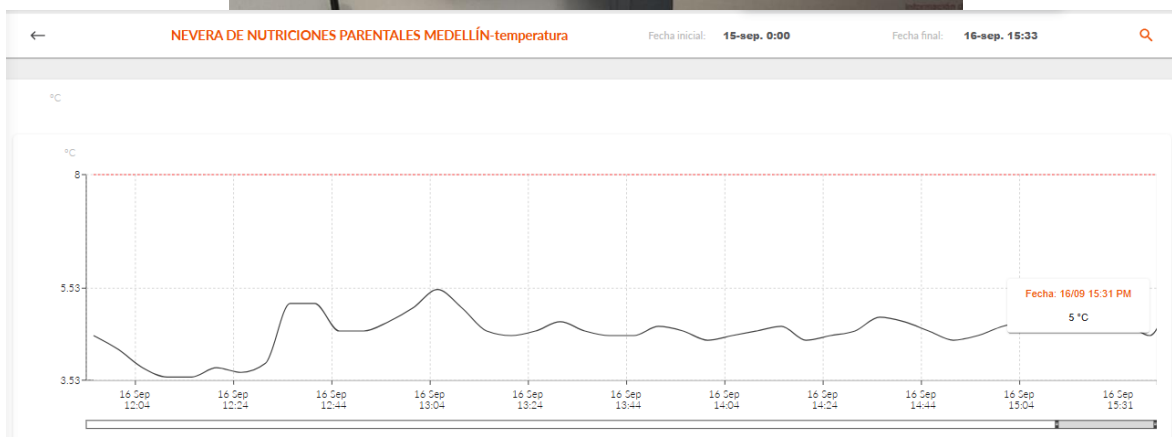 ← NEVERA DE NUTRICIONES PARENTALES MEDELLÍN-temperatura Fecha inicial: 15-sep. 0:00 Fecha final: 16-sep. 15:33
°C
°C
8
5.53
Fecha: 16/09 15:31 PM
5 °C
3.53
16 Sep 16 Sep 16 Sep 16 Sep 16 Sep 16 Sep 16 Sep 16 Sep 16 Sep 16 Sep 16 Sep
12:04 12:24 12:44 13:04 13:24 13:44 14:04 14:24 14:44 15:04 15:31